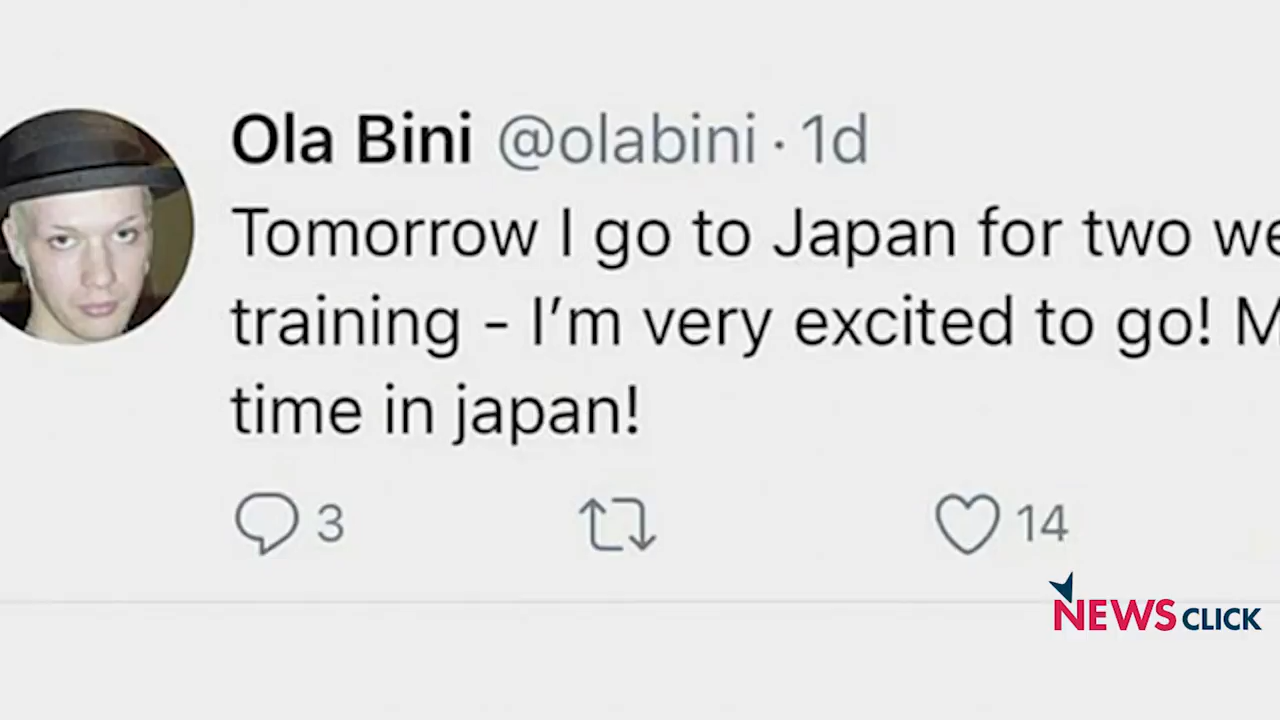 Ola Bini @olabini · 1d
Tomorrow I go to Japan for two
training - I’m very excited to go!
time in japan!
3 14
NEWS CLICK